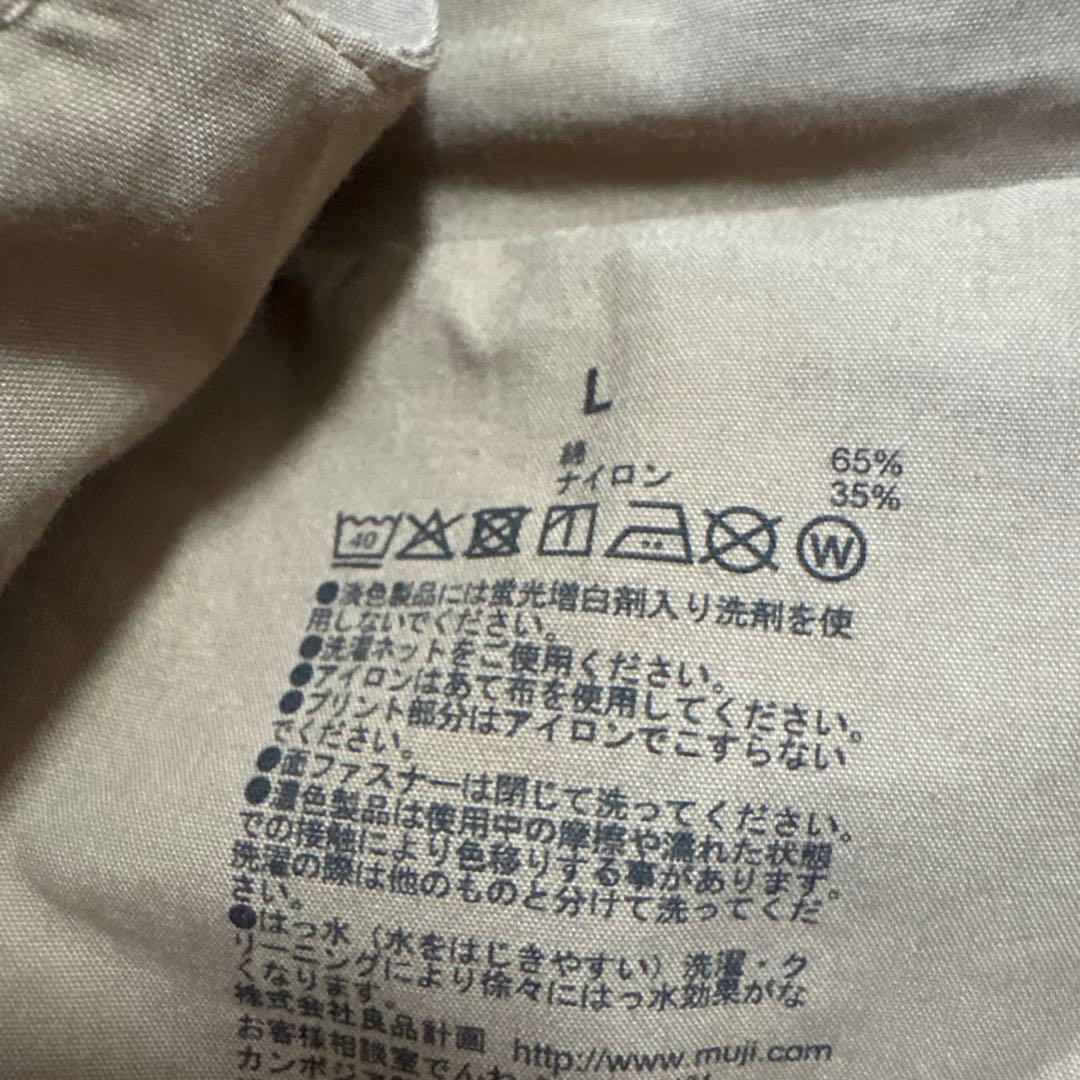 L
綿 65%
ナイロン 35%
40
W
●淡色製品には蛍光増白剤入り洗剤を使
用しないでください。
●洗濯ネットをご使用ください。
●アイロンはあて布を使用してください。
●プリント部分はアイロンでこすらない
でください。
●面ファスナーは閉じて洗ってください。
●濃色製品は使用中の摩擦や濡れた状態
での接触により色移りする事があります。
洗濯の際は他のものと分けて洗ってくだ
さい。
●はっ水（水をはじきやすい）洗濯・ク
リーニングにより徐々にはっ水効果がな
くなります。
株式会社良品計画
お客様相談室でんわ http://www.muji.com
カンボジア